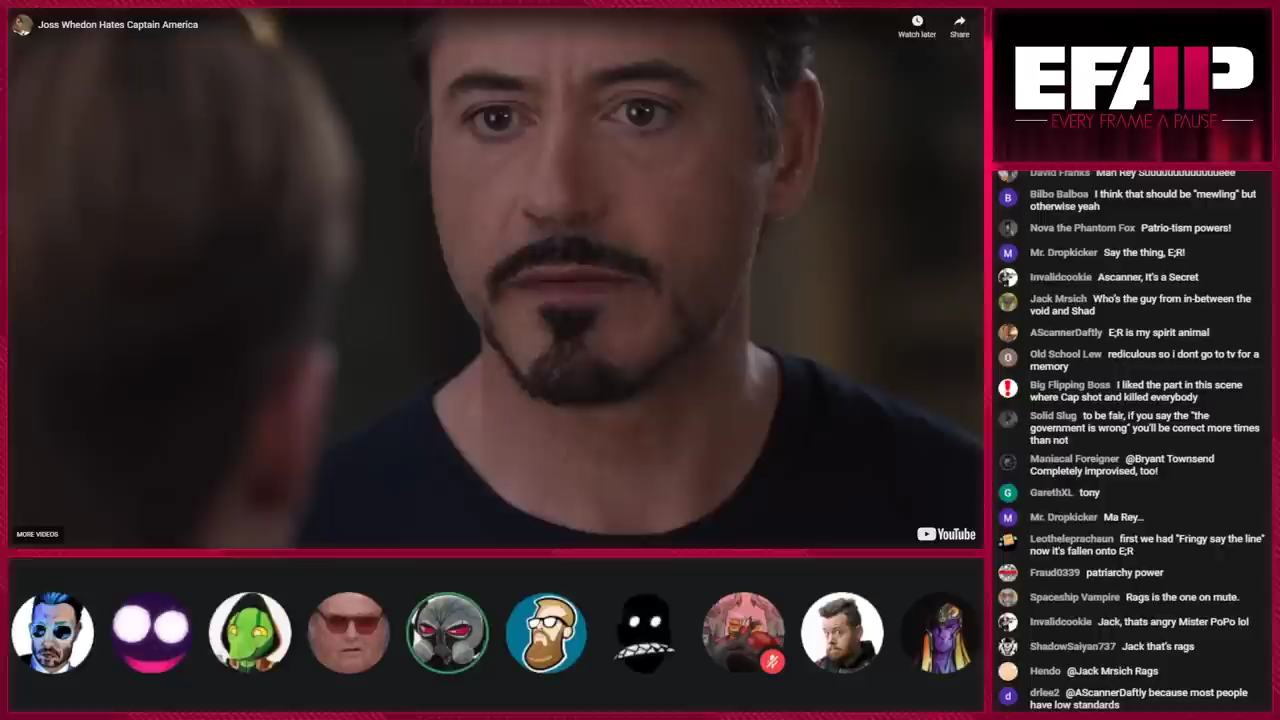 Joss Whedon Hates Captain America
Watch later
Share
MORE VIDEOS
YouTube
EFAP
EVERY FRAME A PAUSE
David Franks Man Rey Suuuuuuuuuuuuueee
Bilbo Balboa I think that should be "mewling" but
otherwise yeah
Nova the Phantom Fox Patrio-tism powers!
Mr. Dropkicker Say the thing, E;R!
Invalidcookie Ascanner, It's a Secret
Jack Mrsich Who's the guy from in-between the
void and Shad
AScannerDaftly E;R is my spirit animal
Old School Lew rediculous so i dont go to tv for a
memory
Big Flipping Boss I liked the part in this scene
where Cap shot and killed everybody
Solid Slug to be fair, if you say the "the
government is wrong" you'll be correct more times
than not
Maniacal Foreigner @Bryant Townsend
Completely improvised, too!
GarethXL tony
Mr. Dropkicker Ma Rey...
Leotheleprachaun first we had "Fringy say the line"
now it's fallen onto E;R
Fraud0339 patriarchy power
Spaceship Vampire Rags is the one on mute.
Invalidcookie Jack, thats angry Mister PoPo lol
ShadowSaiyan737 Jack that's rags
Hendo @Jack Mrsich Rags
drlee2 @AScannerDaftly because most people
have low standards